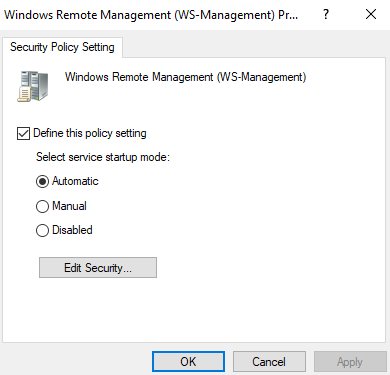 Windows Remote Management (WS-Management) Pr... ? ×
Security Policy Setting
Windows Remote Management (WS-Management)
Define this policy setting
Select service startup mode:
Automatic
Manual
Disabled
Edit Security...
OK Cancel Apply